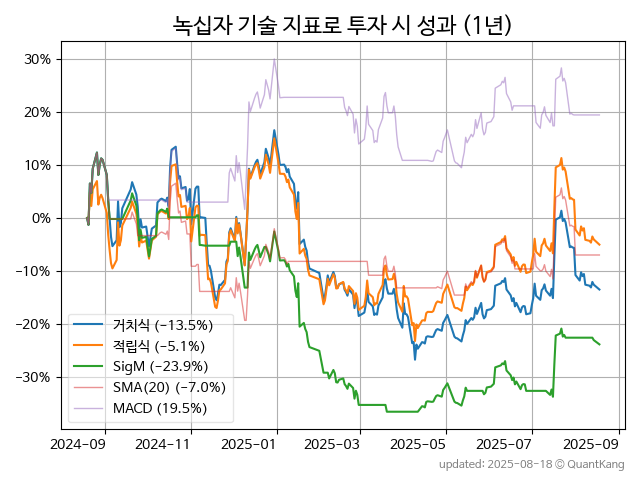 녹십자 기술 지표로 투자 시 성과 (1년)
30%
20%
10%
0%
−10%
−20%
−30%
거치식 (−13.5%)
적립식 (−5.1%)
SigM (−23.9%)
SMA(20) (−7.0%)
MACD (19.5%)
2024-09
2024-11
2025-01
2025-03
2025-05
2025-07
2025-09
updated: 2025-08-18 © QuantKang